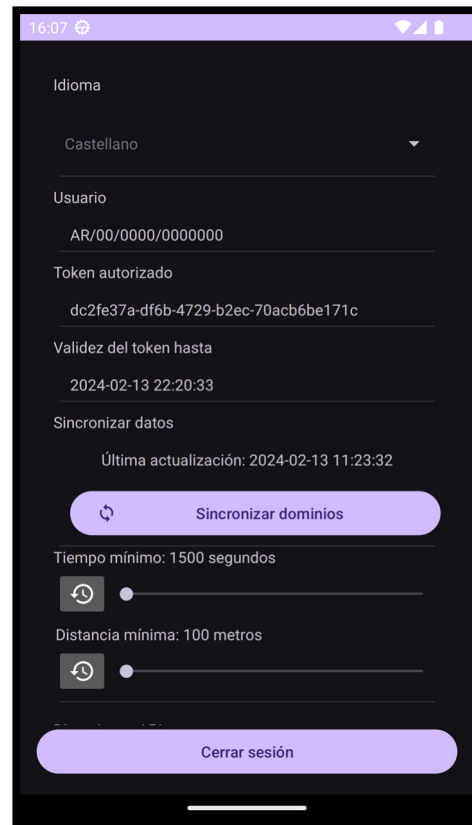 16:07
Idioma
Castellano
Usuario
AR/00/0000/0000000
Token autorizado
dc2fe37a-df6b-4729-b2ec-70acb6be171c
Validez del token hasta
2024-02-13 22:20:33
Sincronizar datos
Última actualización: 2024-02-13 11:23:32
Sincronizar dominios
Tiempo mínimo: 1500 segundos
Distancia mínima: 100 metros
Cerrar sesión